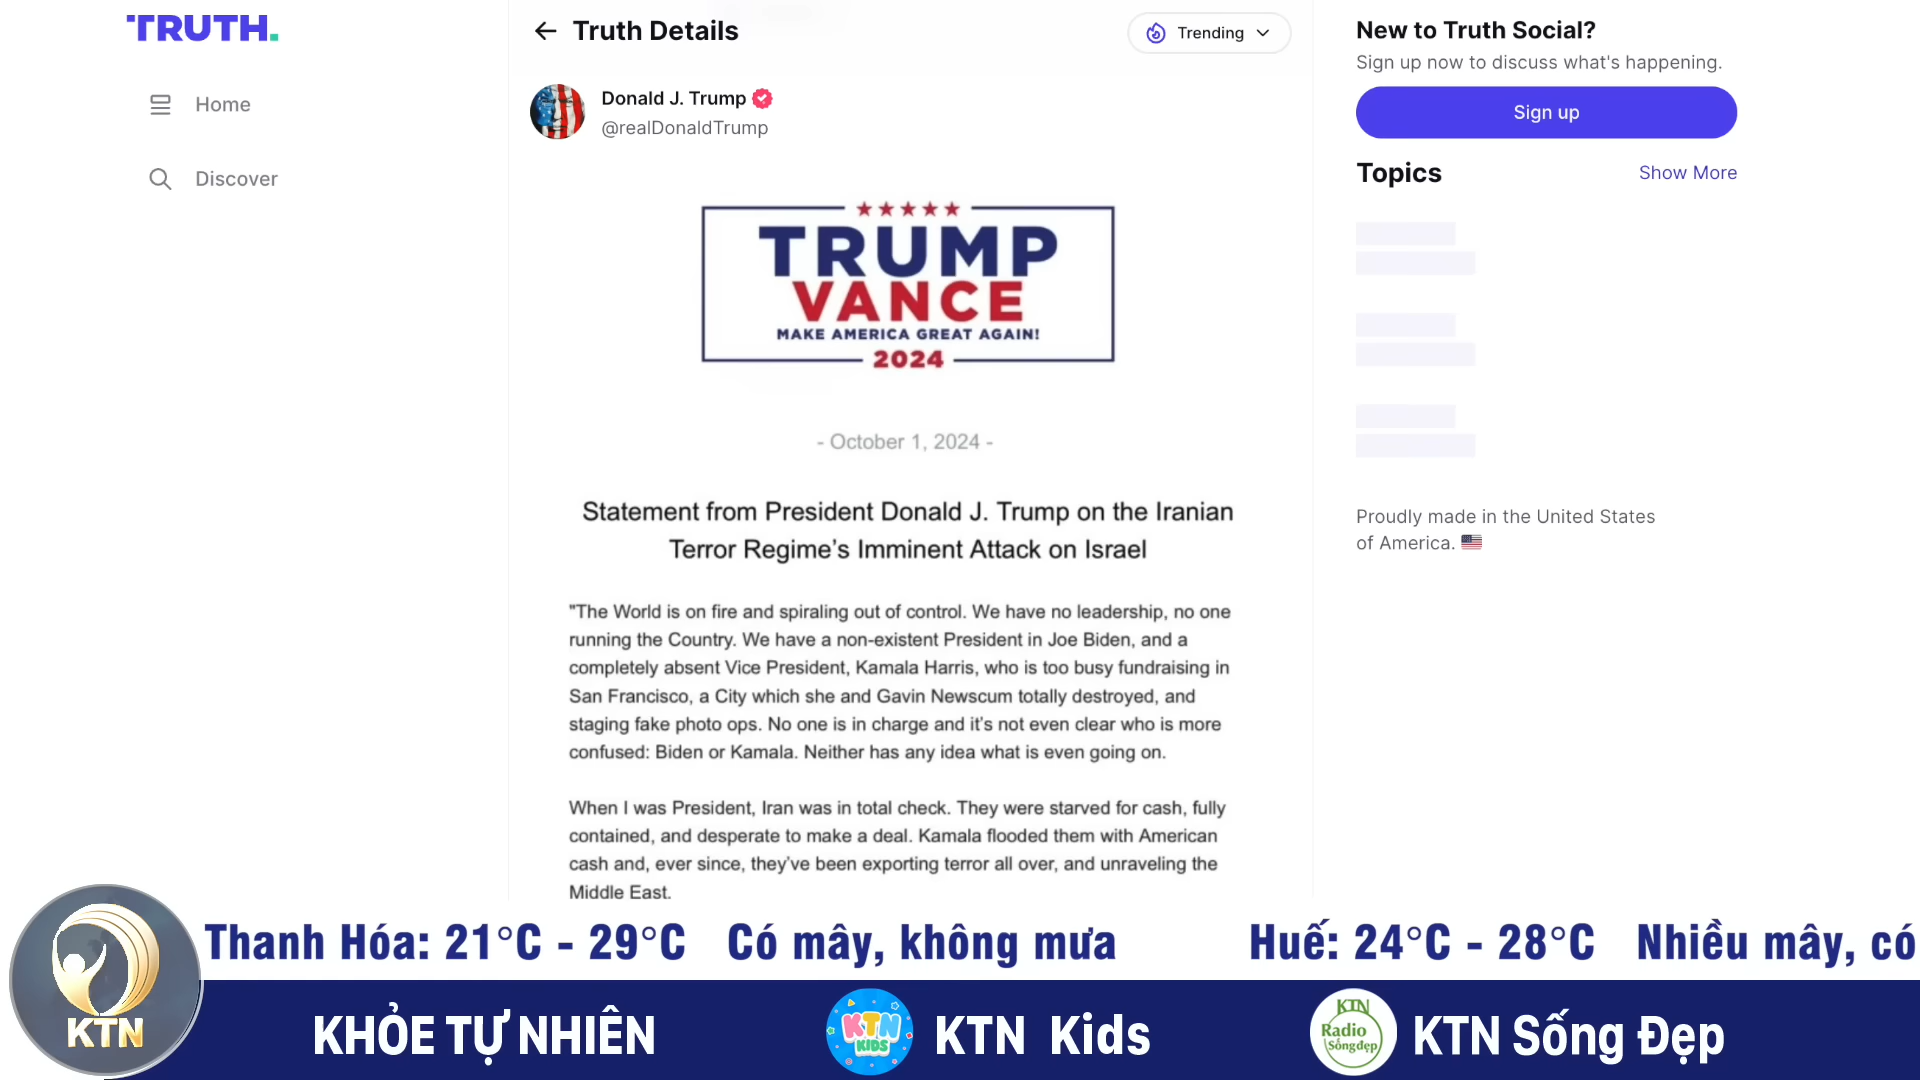 TRUTH.
Home
Discover
Truth Details
Trending
Donald J. Trump
@realDonaldTrump
TRUMP
VANCE
MAKE AMERICA GREAT AGAIN!
2024
- October 1, 2024 -
Statement from President Donald J. Trump on the Iranian
Terror Regime’s Imminent Attack on Israel
"The World is on fire and spiraling out of control. We have no leadership, no one
running the Country. We have a non-existent President in Joe Biden, and a
completely absent Vice President, Kamala Harris, who is too busy fundraising in
San Francisco, a City which she and Gavin Newscum totally destroyed, and
staging fake photo ops. No one is in charge and it’s not even clear who is more
confused: Biden or Kamala. Neither has any idea what is even going on.
When I was President, Iran was in total check. They were starved for cash, fully
contained, and desperate to make a deal. Kamala flooded them with American
cash and, ever since, they’ve been exporting terror all over, and unraveling the
Middle East.
New to Truth Social?
Sign up now to discuss what's happening.
Sign up
Topics
Show More
Proudly made in the United States
of America.
Thanh Hóa: 21°C - 29°C Có mây, không mưa Huế: 24°C - 28°C Nhiều mây, có
KTN
KHỎE TỰ NHIÊN
KTN
KIDS
KTN Kids
KTN
Radio
Sống đẹp
KTN Sống Đẹp